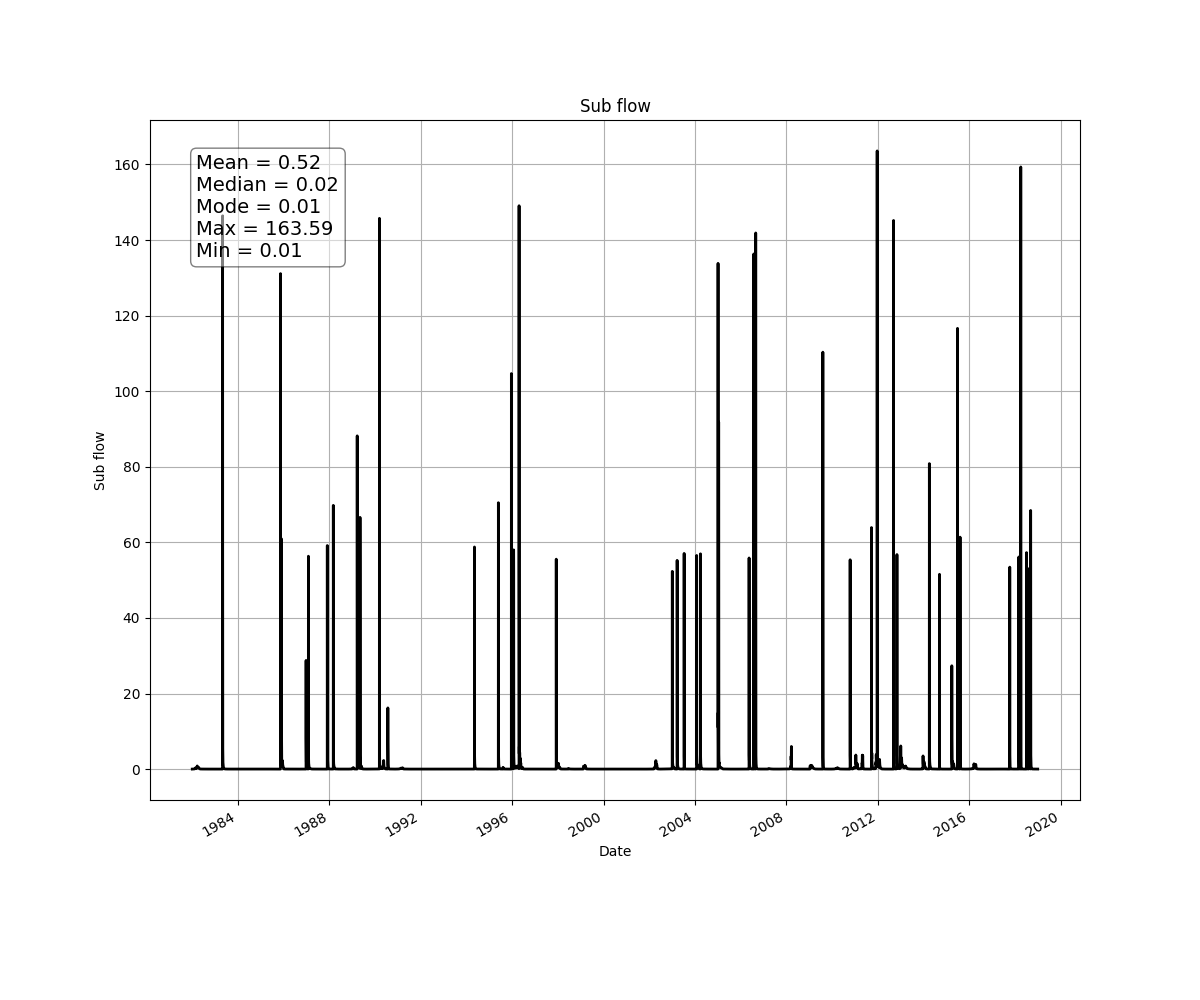 Sub flow
Mean = 0.52
Median = 0.02
Mode = 0.01
Max = 163.59
Min = 0.01
160
140
120
100
80
60
40
20
0
Sub flow
1984 1988 1992 1996 2000 2004 2008 2012 2016 2020
Date